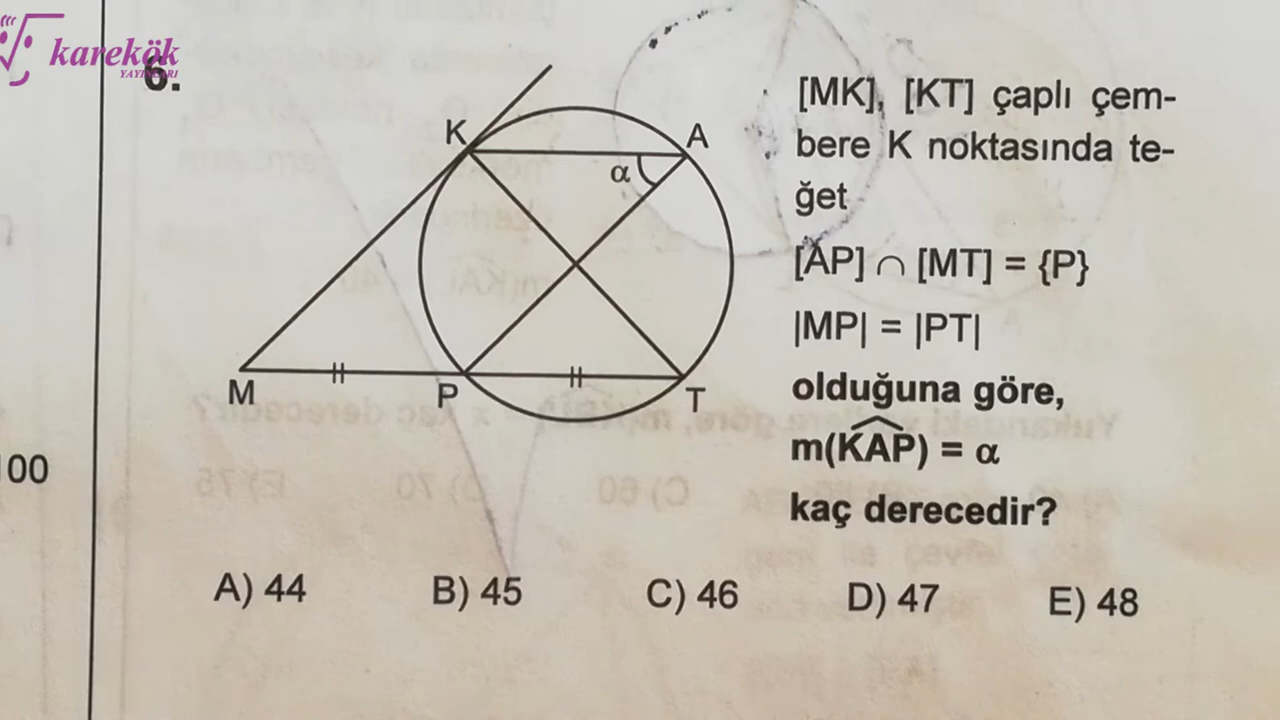 karekök
YAYINLARI
6.
[MK], [KT] çaplı çem-
bere K noktasında te-
ğet
[AP] ∩ [MT] = {P}
|MP| = |PT|
olduğuna göre,
m(KAP) = α
kaç derecedir?
K
A
α
M
P
T
100
A) 44 B) 45 C) 46 D) 47 E) 48